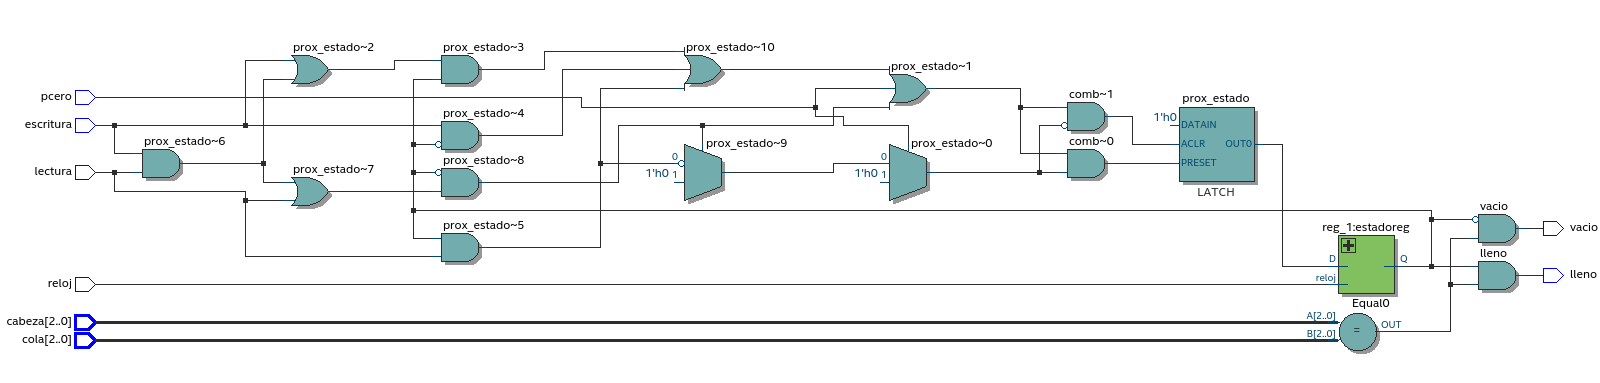 prox_estado~2
prox_estado~3
prox_estado~10
prox_estado~1
pcero
comb~1
prox_estado
escritura
prox_estado~4
1'h0
DATAIN
prox_estado~6
prox_estado~9
prox_estado~0
comb~0
ACLR
OUT0
lectura
prox_estado~7
prox_estado~8
0
1'h0
1
0
1'h0
1
PRESET
LATCH
prox_estado~5
vacio
vacio
reg_1:estadoreg
lleno
lleno
D
Q
reloj
reloj
Equal0
cabeza[2..0]
A[2..0]
=
OUT
cola[2..0]
B[2..0]